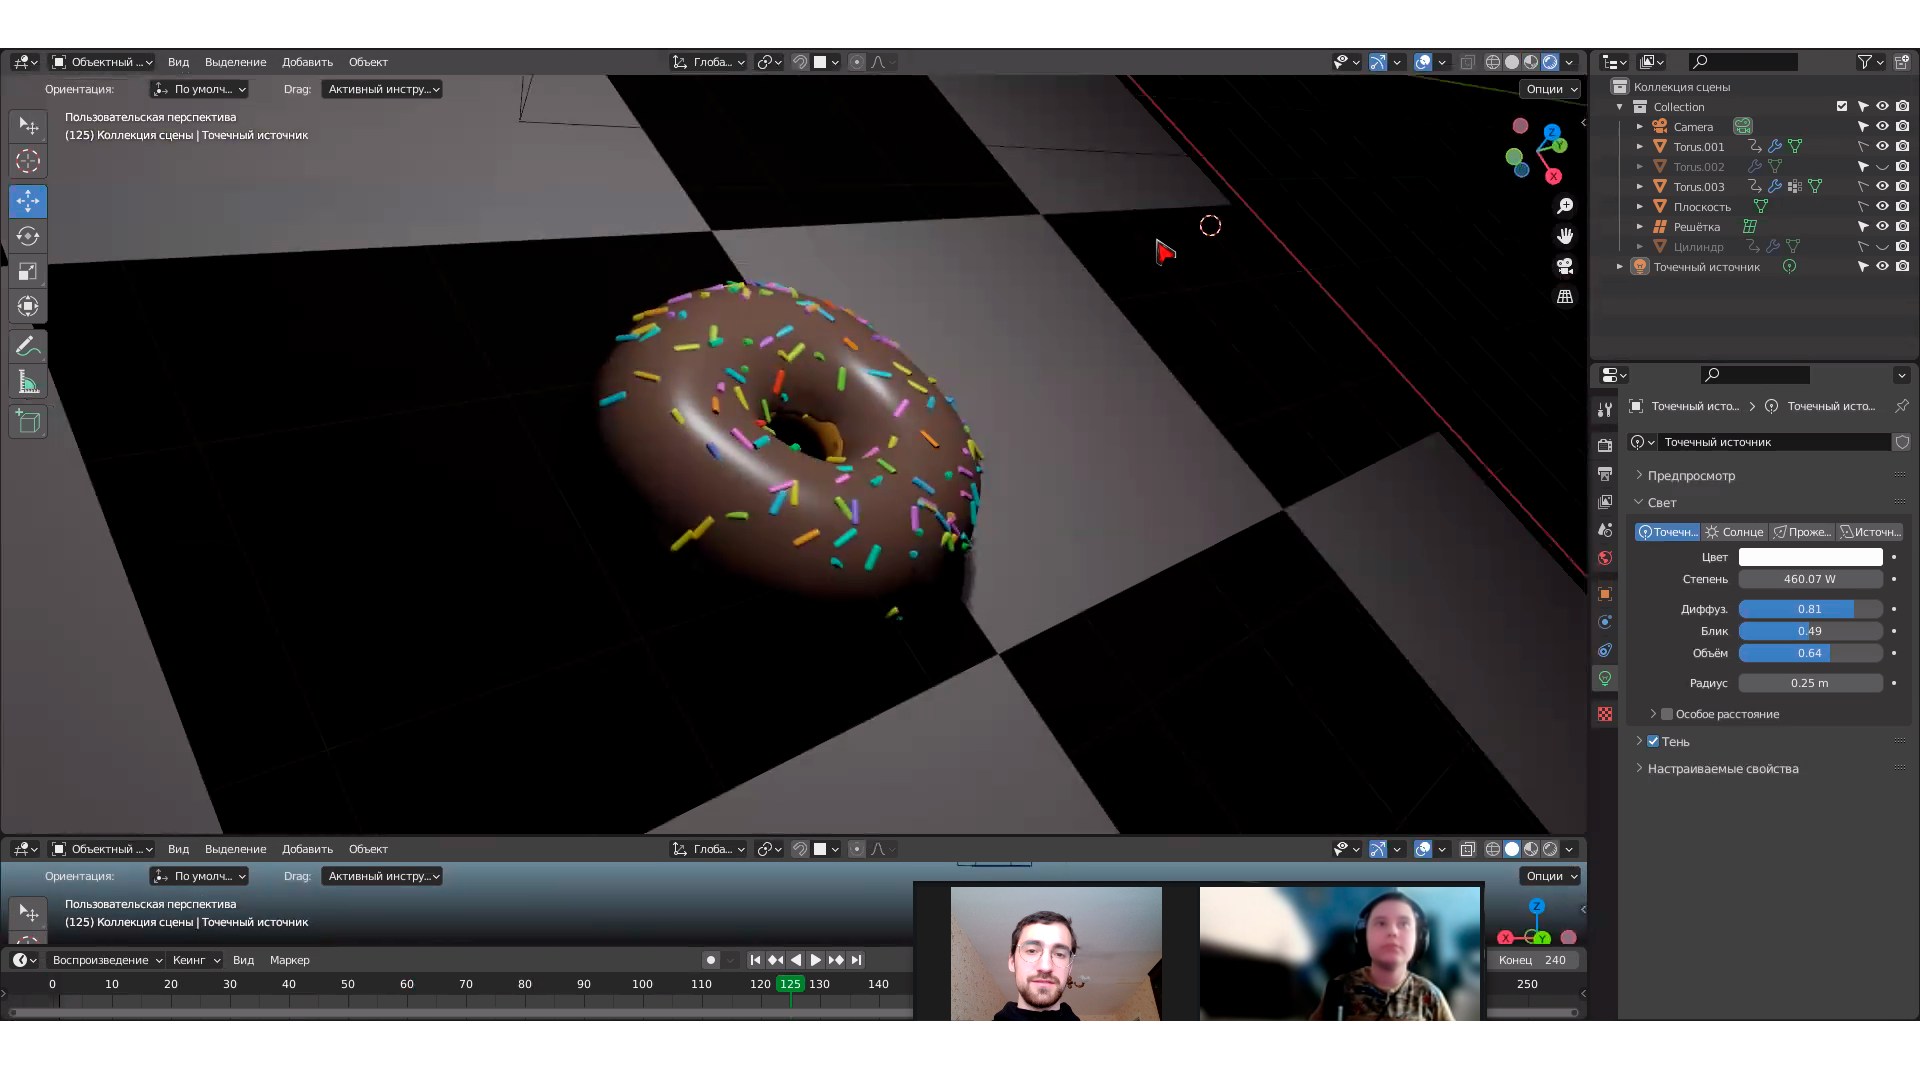 Объектный ...
Вид
Выделение
Добавить
Объект
Глоба...
Ориентация:
По умолч...
Drag:
Активный инстру...
Опции
Пользовательская перспектива
(125) Коллекция сцены | Точечный источник
Z
Y
X
Коллекция сцены
Collection
Camera
Torus.001
Torus.002
Torus.003
Плоскость
Решётка
Цилиндр
Точечный источник
Точечный исто...
Точечный исто...
Точечный источник
Предпросмотр
Свет
Точечн...
Солнце
Проже...
Источн...
Цвет
Степень
460.07 W
Диффуз.
0.81
Блик
0.49
Объём
0.64
Радиус
0.25 m
Особое расстояние
Тень
Настраиваемые свойства
Объектный ...
Вид
Выделение
Добавить
Объект
Глоба...
Ориентация:
По умолч...
Drag:
Активный инстру...
Опции
Пользовательская перспектива
(125) Коллекция сцены | Точечный источник
Z
X
Y
Воспроизведение
Кеинг
Вид
Маркер
Конец 240
0 10 20 30 40 50 60 70 80 90 100 110 120 125 130 140 250